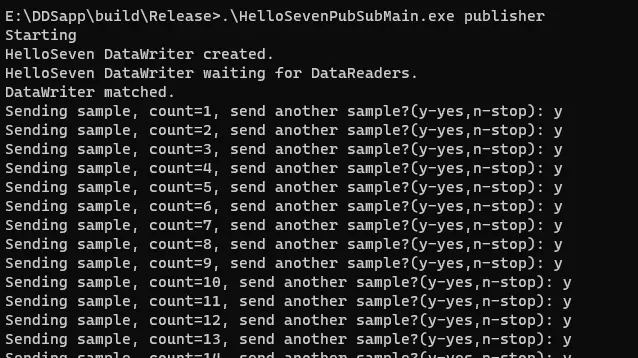 E:\DDSapp\build\Release>.\HelloSevenPubSubMain.exe publisher
Starting
HelloSeven DataWriter created.
HelloSeven DataWriter waiting for DataReaders.
DataWriter matched.
Sending sample, count=1, send another sample?(y-yes,n-stop): y
Sending sample, count=2, send another sample?(y-yes,n-stop): y
Sending sample, count=3, send another sample?(y-yes,n-stop): y
Sending sample, count=4, send another sample?(y-yes,n-stop): y
Sending sample, count=5, send another sample?(y-yes,n-stop): y
Sending sample, count=6, send another sample?(y-yes,n-stop): y
Sending sample, count=7, send another sample?(y-yes,n-stop): y
Sending sample, count=8, send another sample?(y-yes,n-stop): y
Sending sample, count=9, send another sample?(y-yes,n-stop): y
Sending sample, count=10, send another sample?(y-yes,n-stop): y
Sending sample, count=11, send another sample?(y-yes,n-stop): y
Sending sample, count=12, send another sample?(y-yes,n-stop): y
Sending sample, count=13, send another sample?(y-yes,n-stop): y
Sending sample, count=14, send another sample?(y-yes,n-stop): y